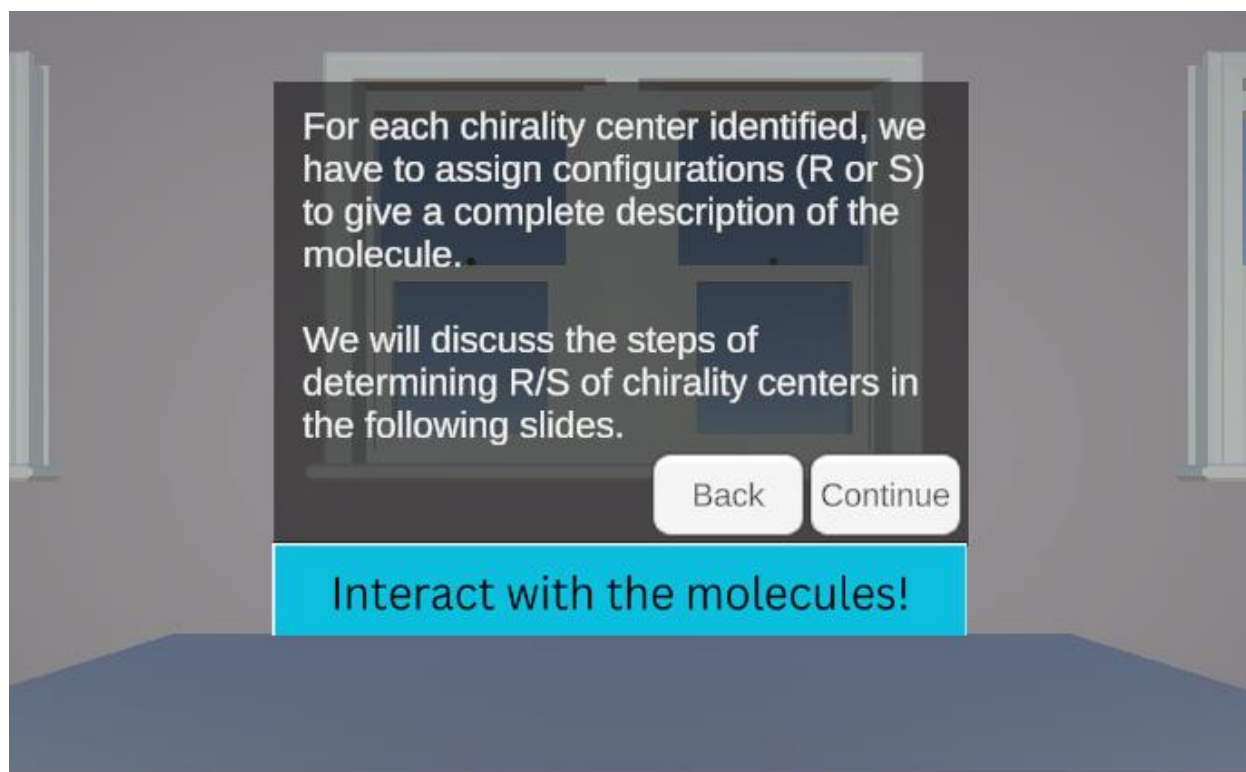 For each chirality center identified, we
have to assign configurations (R or S)
to give a complete description of the
molecule.
We will discuss the steps of
determining R/S of chirality centers in
the following slides.
Back
Continue
Interact with the molecules!